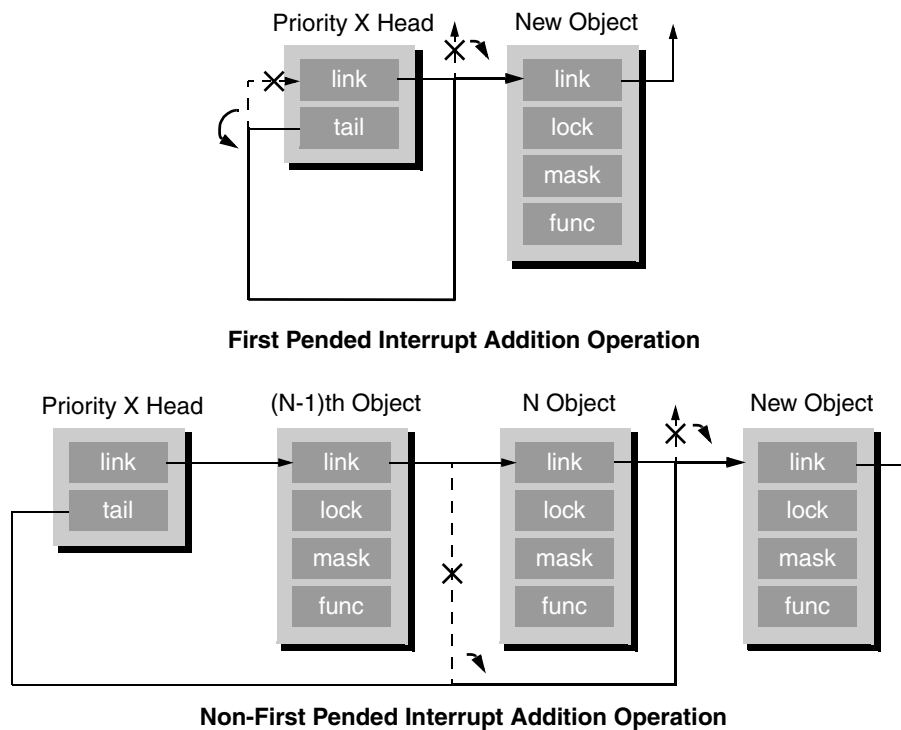 Priority X Head
New Object
link
tail
link
lock
mask
func
First Pended Interrupt Addition Operation
Priority X Head
(N-1)th Object
N Object
New Object
link
tail
link
lock
mask
func
link
lock
mask
func
link
lock
mask
func
Non-First Pended Interrupt Addition Operation